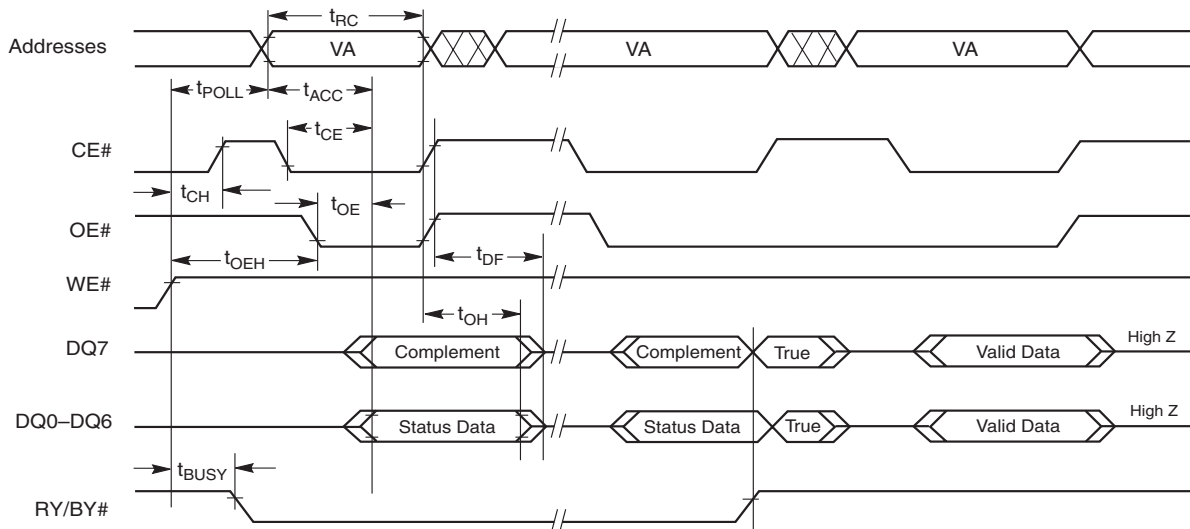 tRC
Addresses VA VA VA
tPOLL tACC
tCE
CE#
tCH
tOE
OE#
tOEH tDF
WE#
tOH
DQ7 Complement Complement True Valid Data High Z
DQ0–DQ6 Status Data Status Data True Valid Data High Z
tBUSY
RY/BY#